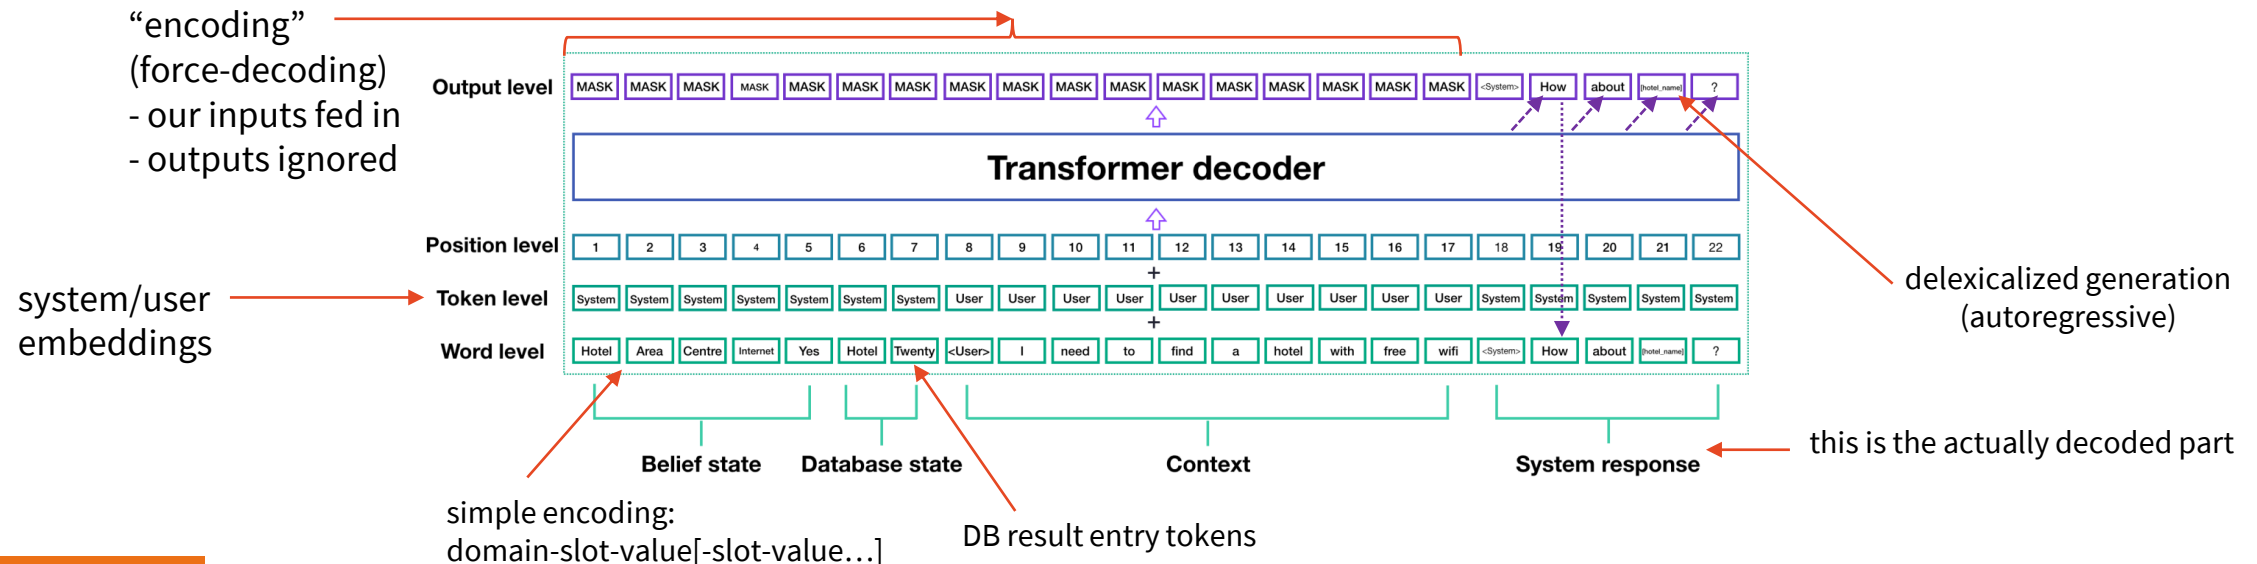 “encoding”
(force-decoding)
- our inputs fed in
- outputs ignored
Output level MASK MASK MASK MASK MASK MASK MASK MASK MASK MASK MASK MASK MASK MASK MASK MASK MASK <System> How about [hotel_name] ?
Transformer decoder
Position level 1 2 3 4 5 6 7 8 9 10 11 12 13 14 15 16 17 18 19 20 21 22
+
system/user
embeddings
Token level System System System System System System System User User User User User User User User User User System System System System System
+
Word level Hotel Area Centre Internet Yes Hotel Twenty <User> I need to find a hotel with free wifi <System> How about [hotel_name] ?
delexicalized generation
(autoregressive)
Belief state Database state Context System response
this is the actually decoded part
simple encoding:
domain-slot-value[-slot-value…]
DB result entry tokens